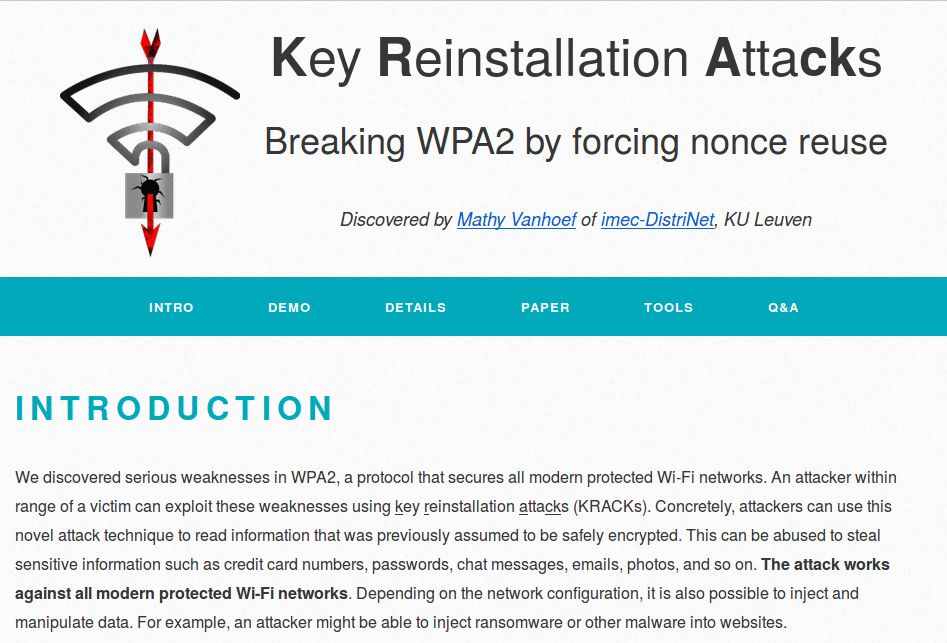 Key Reinstallation Attacks
Breaking WPA2 by forcing nonce reuse
Discovered by Mathy Vanhoef of imec-DistriNet, KU Leuven
INTRO DEMO DETAILS PAPER TOOLS Q&A
INTRODUCTION
We discovered serious weaknesses in WPA2, a protocol that secures all modern protected Wi-Fi networks. An attacker within
range of a victim can exploit these weaknesses using key reinstallation attacks (KRACKs). Concretely, attackers can use this
novel attack technique to read information that was previously assumed to be safely encrypted. This can be abused to steal
sensitive information such as credit card numbers, passwords, chat messages, emails, photos, and so on. The attack works
against all modern protected Wi-Fi networks. Depending on the network configuration, it is also possible to inject and
manipulate data. For example, an attacker might be able to inject ransomware or other malware into websites.